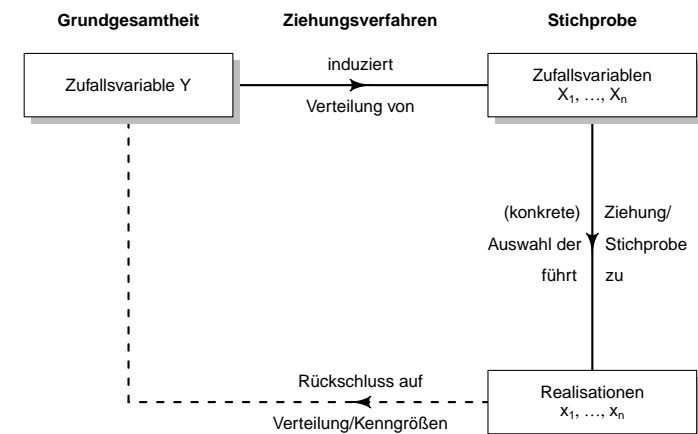 Grundgesamtheit
Ziehungsverfahren
Stichprobe
Zufallsvariable Y
induziert
Verteilung von
Zufallsvariablen
X₁, …, Xₙ
(konkrete) Ziehung/
Auswahl der Stichprobe
führt zu
Rückschluss auf
Verteilung/Kenngrößen
Realisationen
x₁, …, xₙ